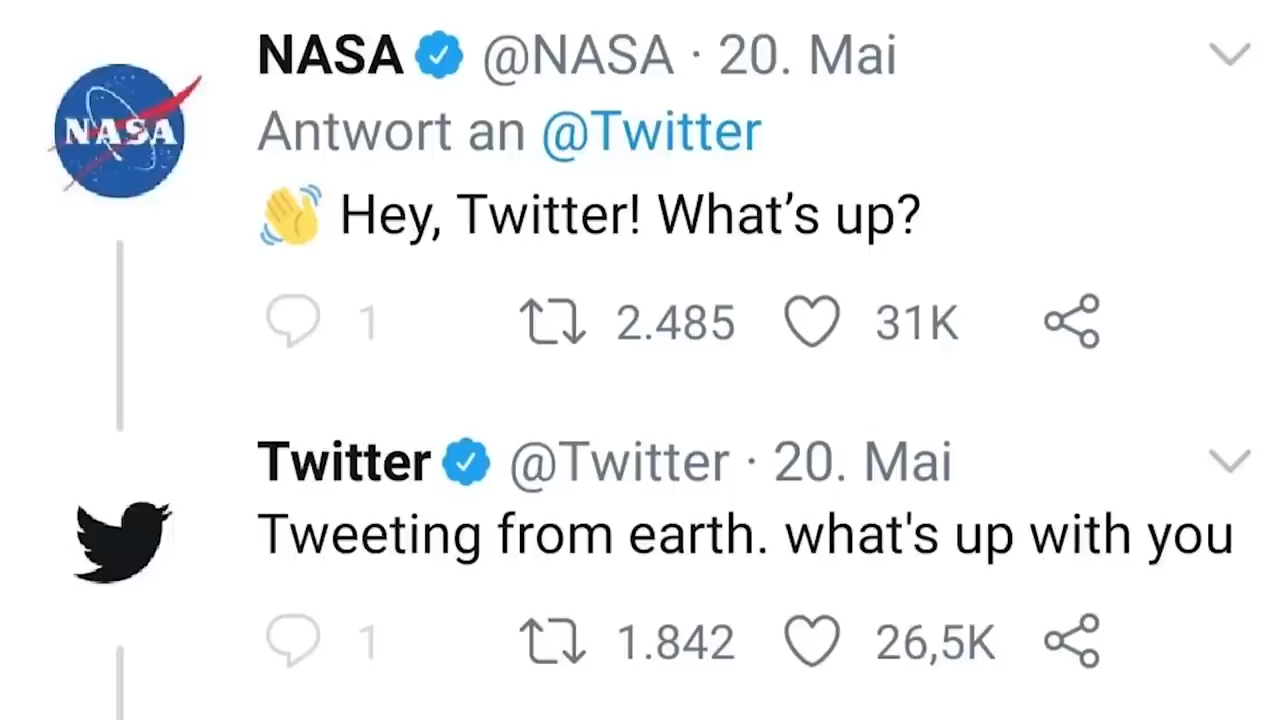 NASA @NASA · 20. Mai
NASA
Antwort an @Twitter
👋 Hey, Twitter! What’s up?
1 2.485 31K
Twitter @Twitter · 20. Mai
Tweeting from earth. what's up with you
1 1.842 26,5K